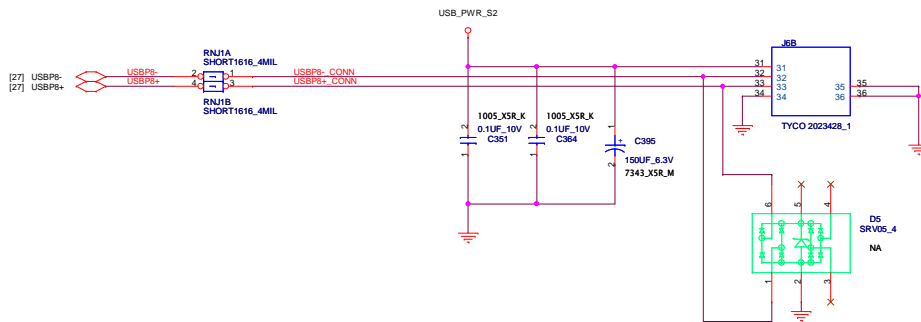 USB_PWR_S2
J6B
RNJ1A
SHORT1616_4MIL
[27] USBP8- USBP8- 2 1 USBP8-_CONN
[27] USBP8+ USBP8+ 4 3 USBP8+_CONN
RNJ1B
SHORT1616_4MIL
31 31
32 32
33 33 35 35
34 34 36 36
TYCO 2023428_1
1005_X5R_K
0.1UF_10V
C351
2
1
1005_X5R_K
0.1UF_10V
C364
2
1
1
+
C395
150UF_6.3V
2
7343_X5R_M
6 5 4
D5
SRV05_4
NA
1 2 3